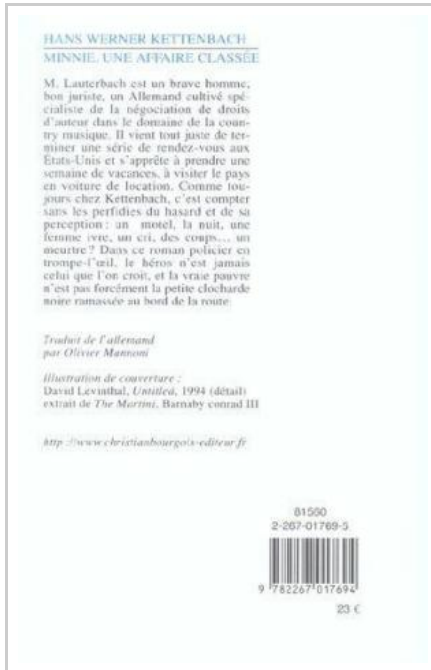 HANS WERNER KETTENBACH
MINNIE, UNE AFFAIRE CLASSÉE
M. Lauterbach est un brave homme,
bon juriste, un Allemand cultivé spé-
cialiste de la négociation de droits
d'auteur dans le domaine de la coun-
try musique. Il vient tout juste de ter-
miner une série de rendez-vous aux
États-Unis et s'apprête à prendre une
semaine de vacances, à visiter le pays
en voiture de location. Comme tou-
jours chez Kettenbach, c'est compter
sans les perfidies du hasard et de sa
perception : un motel, la nuit, une
femme ivre, un cri, des coups... un
meurtre ? Dans ce roman policier en
trompe-l'œil, le héros n'est jamais
celui que l'on croit, et la vraie pauvre
n'est pas forcément la petite clocharde
noire ramassée au bord de la route.
Traduit de l'allemand
par Olivier Mannoni
Illustration de couverture :
David Levinthal, Untitled, 1994 (détail)
extrait de The Martini, Barnaby conrad III
http://www.christianbourgois-editeur.fr
81550
2-267-01769-5
9 782267 017694
23 €